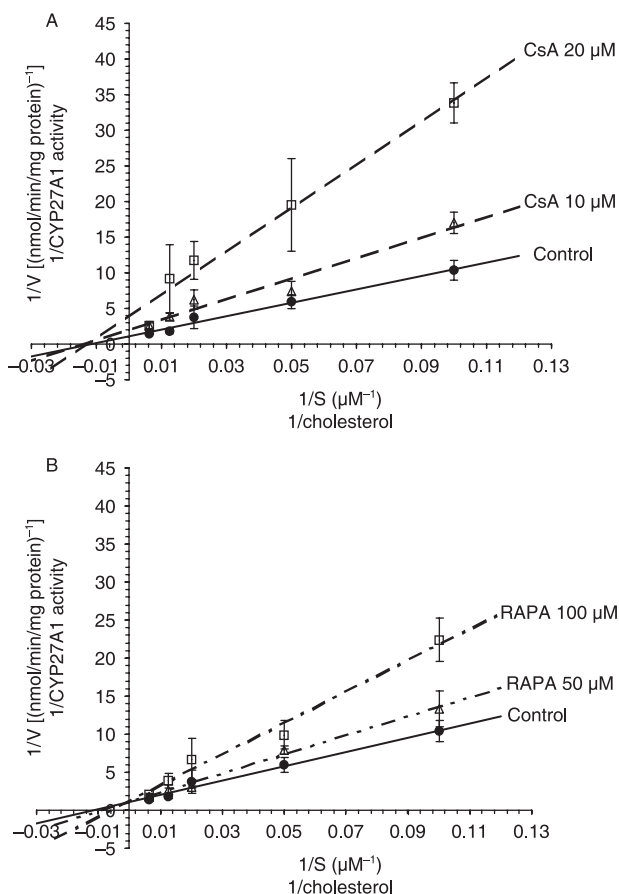 A
45
40
35
30
25
20
15
10
5
0
−5
1/V [(nmol/min/mg protein)⁻¹]
1/CYP27A1 activity
CsA 20 µM
CsA 10 µM
Control
−0.03 −0.01 0.01 0.03 0.05 0.07 0.09 0.11 0.13
1/S (µM⁻¹)
1/cholesterol
B
45
40
35
30
25
20
15
10
5
0
−5
1/V [(nmol/min/mg protein)⁻¹]
1/CYP27A1 activity
RAPA 100 µM
RAPA 50 µM
Control
−0.03 −0.01 0.01 0.03 0.05 0.07 0.09 0.11 0.13
1/S (µM⁻¹)
1/cholesterol